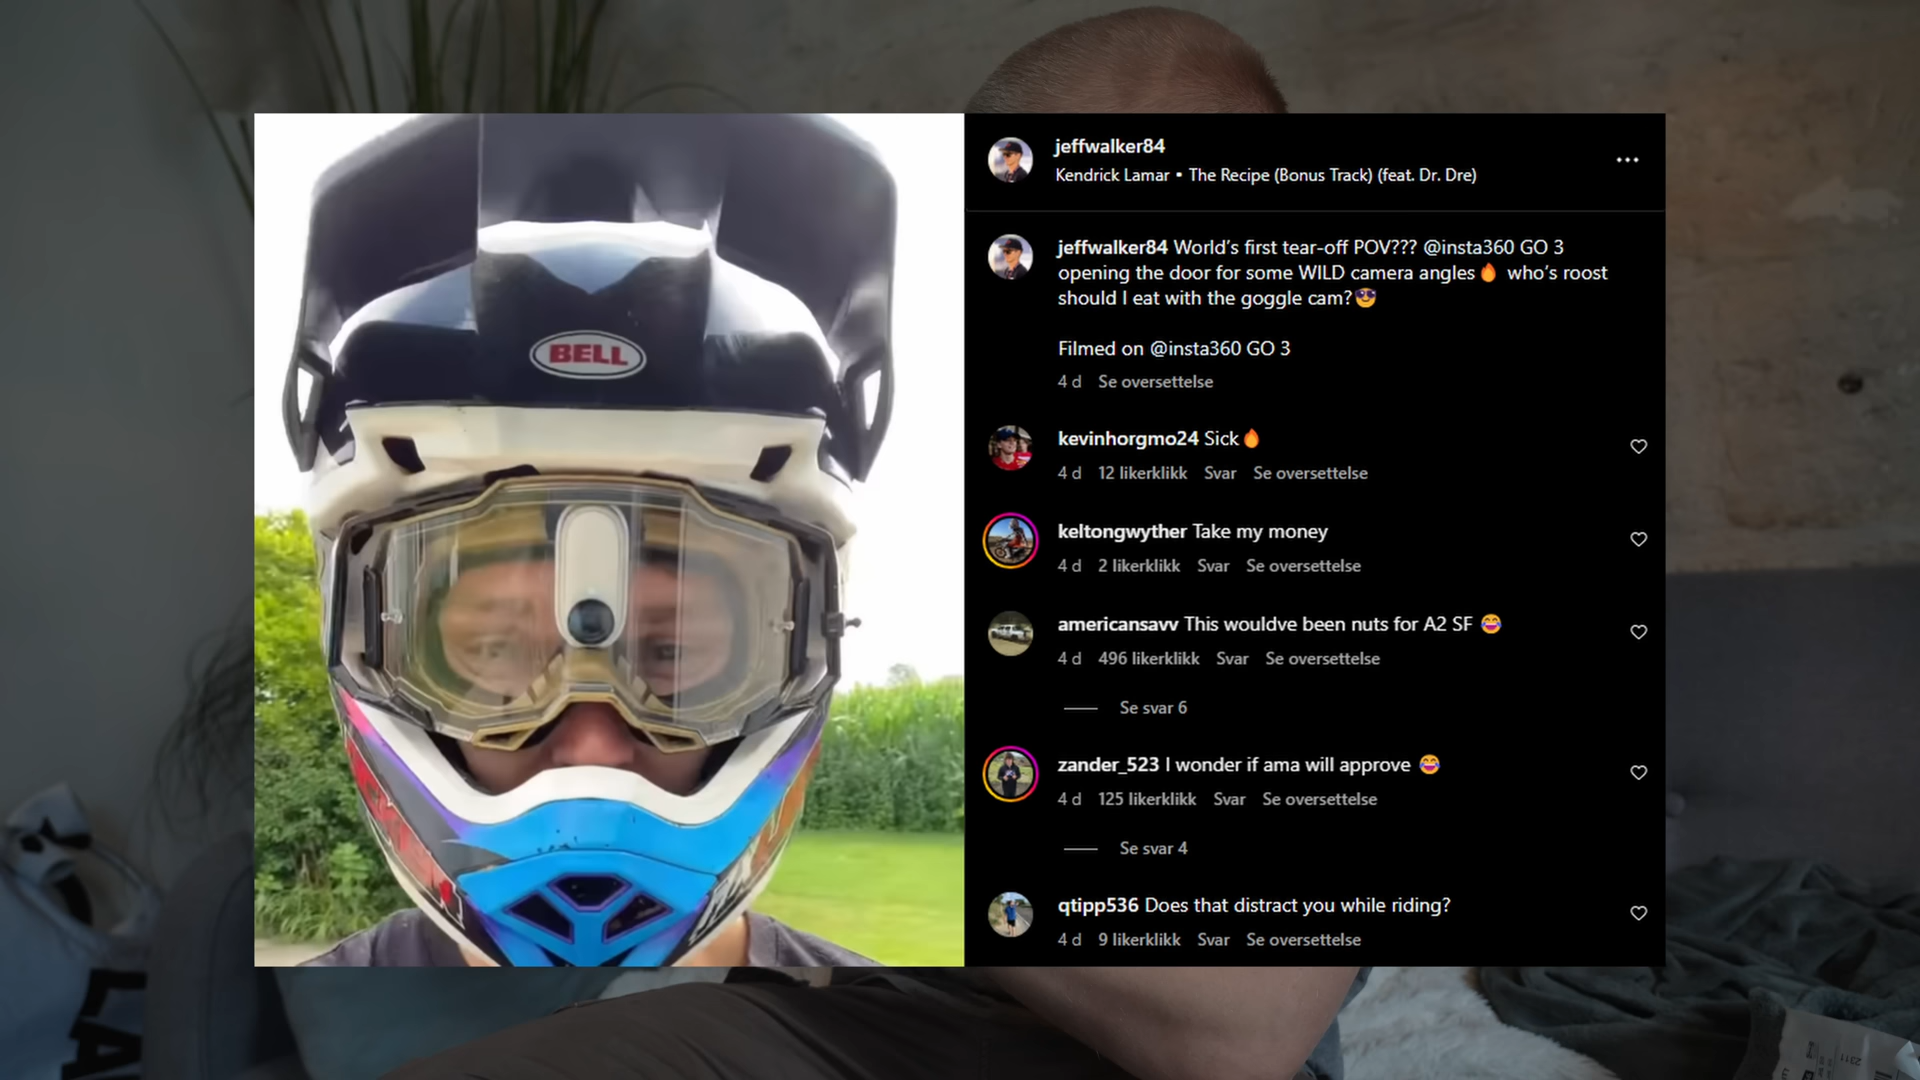 BELL
jeffwalker84
Kendrick Lamar • The Recipe (Bonus Track) (feat. Dr. Dre)
jeffwalker84 World’s first tear-off POV??? @insta360 GO 3
opening the door for some WILD camera angles🔥 who’s roost
should I eat with the goggle cam?😎
Filmed on @insta360 GO 3
4 d Se oversettelse
kevinhorgmo24 Sick🔥
4 d 12 likerklikk Svar Se oversettelse
keltongwyther Take my money
4 d 2 likerklikk Svar Se oversettelse
americansavv This wouldve been nuts for A2 SF 😂
4 d 496 likerklikk Svar Se oversettelse
Se svar 6
zander_523 I wonder if ama will approve 😂
4 d 125 likerklikk Svar Se oversettelse
Se svar 4
qtipp536 Does that distract you while riding?
4 d 9 likerklikk Svar Se oversettelse